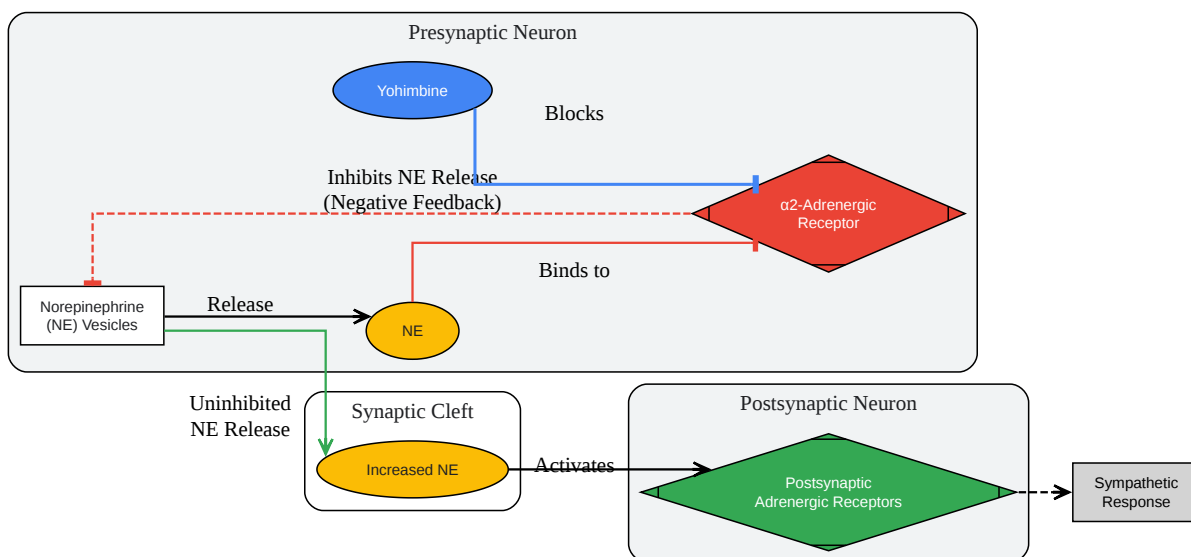 Presynaptic Neuron
Yohimbine
Blocks
Inhibits NE Release
(Negative Feedback)
α2-Adrenergic
Receptor
Binds to
Norepinephrine
(NE) Vesicles
Release
NE
Uninhibited
NE Release
Synaptic Cleft
Increased NE
Activates
Postsynaptic Neuron
Postsynaptic
Adrenergic Receptors
Sympathetic
Response